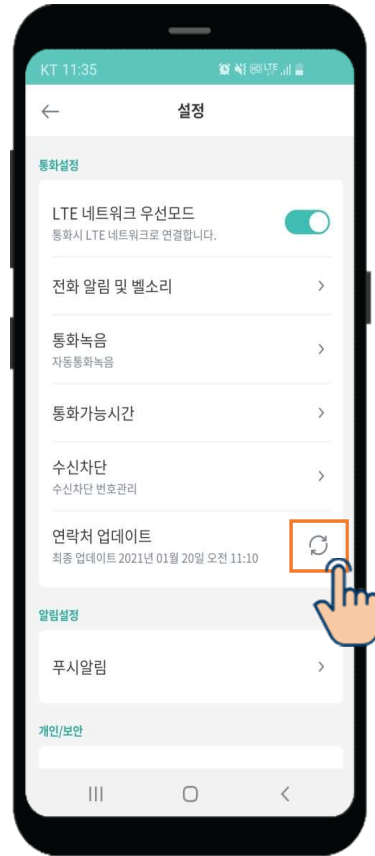 KT 11:35 HD LTE
설정
통화설정
LTE 네트워크 우선모드
통화시 LTE 네트워크로 연결합니다.
전화 알림 및 벨소리
통화녹음
자동통화녹음
통화가능시간
수신차단
수신차단 번호관리
연락처 업데이트
최종 업데이트 2021년 01월 20일 오전 11:10
알림설정
푸시알림
개인/보안